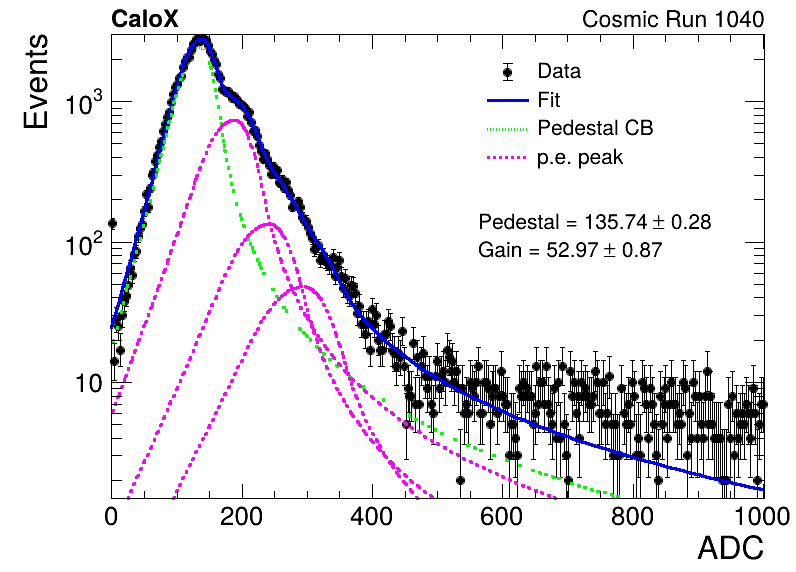 CaloX Cosmic Run 1040
Events
10³
10²
10
Data
Fit
Pedestal CB
p.e. peak
Pedestal = 135.74 ± 0.28
Gain = 52.97 ± 0.87
0 200 400 600 800 1000
ADC